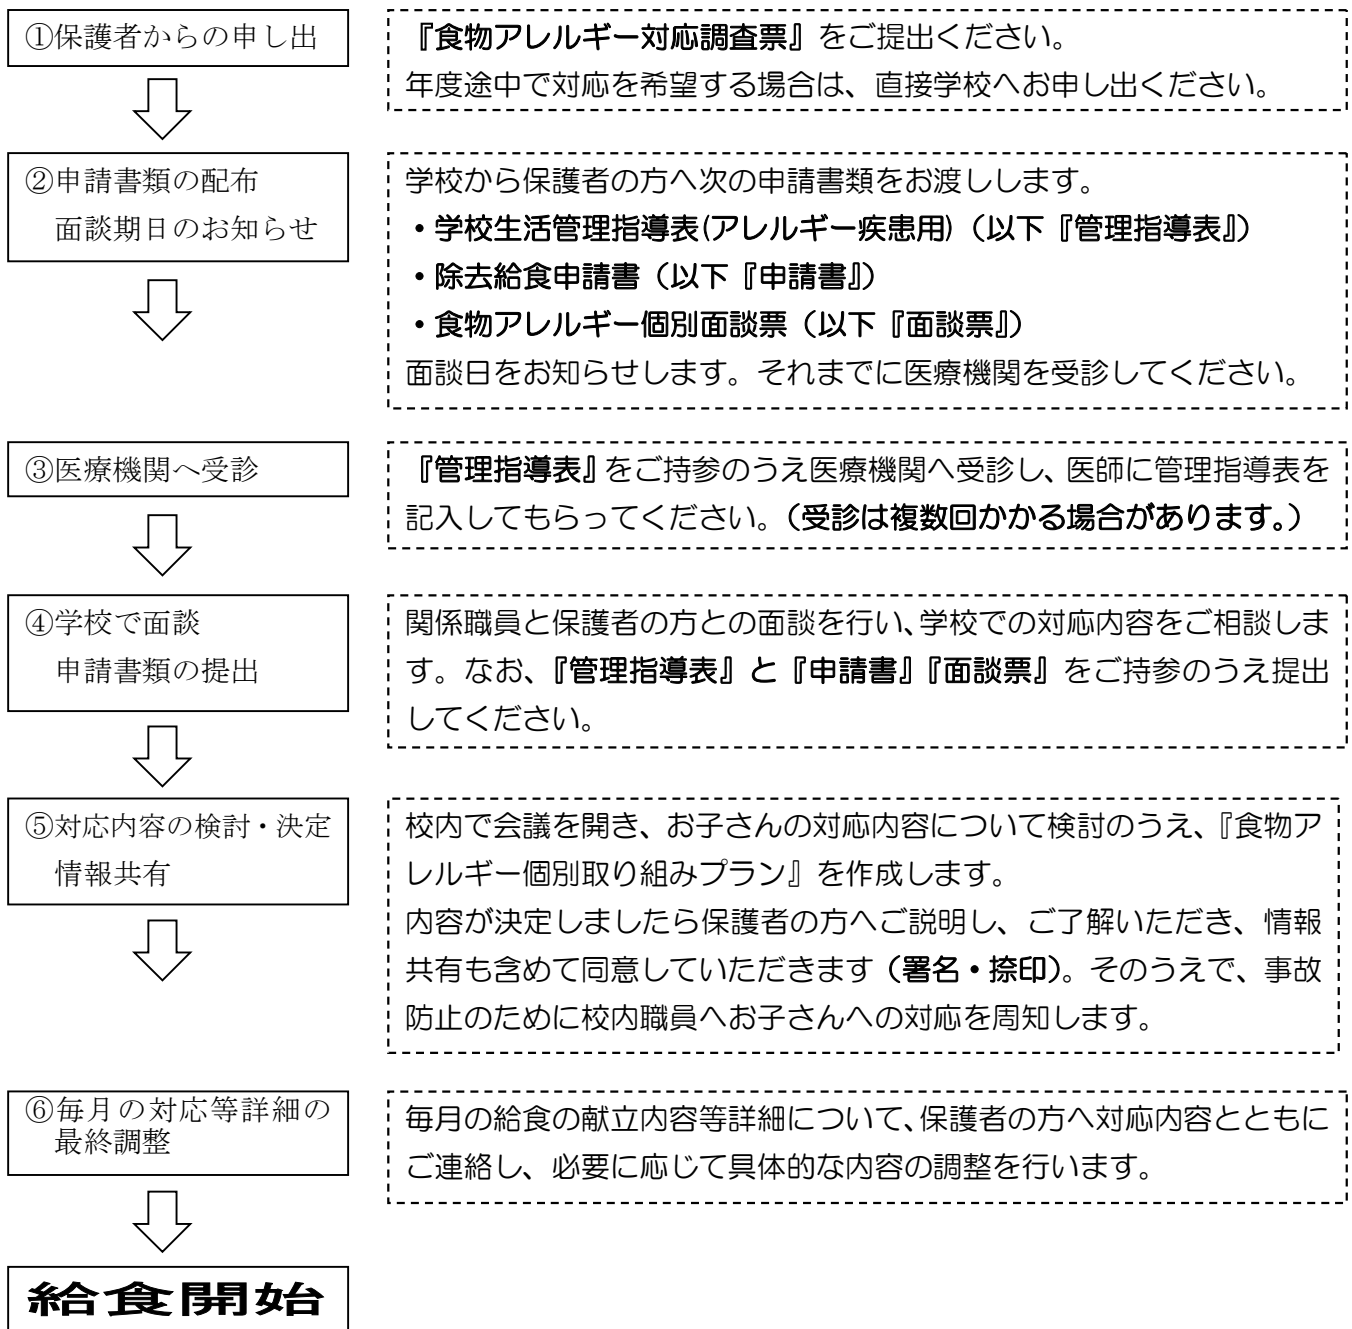 ①保護者からの申し出
『食物アレルギー対応調査票』をご提出ください。
年度途中で対応を希望する場合は、直接学校へお申し出ください。
②申請書類の配布
面談期日のお知らせ
学校から保護者の方へ次の申請書類をお渡しします。
・学校生活管理指導表(アレルギー疾患用)（以下『管理指導表』）
・除去給食申請書（以下『申請書』）
・食物アレルギー個別面談票（以下『面談票』）
面談日をお知らせします。それまでに医療機関を受診してください。
③医療機関へ受診
『管理指導表』をご持参のうえ医療機関へ受診し、医師に管理指導表を
記入してもらってください。（受診は複数回かかる場合があります。）
④学校で面談
申請書類の提出
関係職員と保護者の方との面談を行い、学校での対応内容をご相談しま
す。なお、『管理指導表』と『申請書』『面談票』をご持参のうえ提出
してください。
⑤対応内容の検討・決定
情報共有
校内で会議を開き、お子さんの対応内容について検討のうえ、『食物ア
レルギー個別取り組みプラン』を作成します。
内容が決定しましたら保護者の方へご説明し、ご了解いただき、情報
共有も含めて同意していただきます（署名・捺印）。そのうえで、事故
防止のために校内職員へお子さんへの対応を周知します。
⑥毎月の対応等詳細の
最終調整
毎月の給食の献立内容等詳細について、保護者の方へ対応内容とともに
ご連絡し、必要に応じて具体的な内容の調整を行います。
給食開始